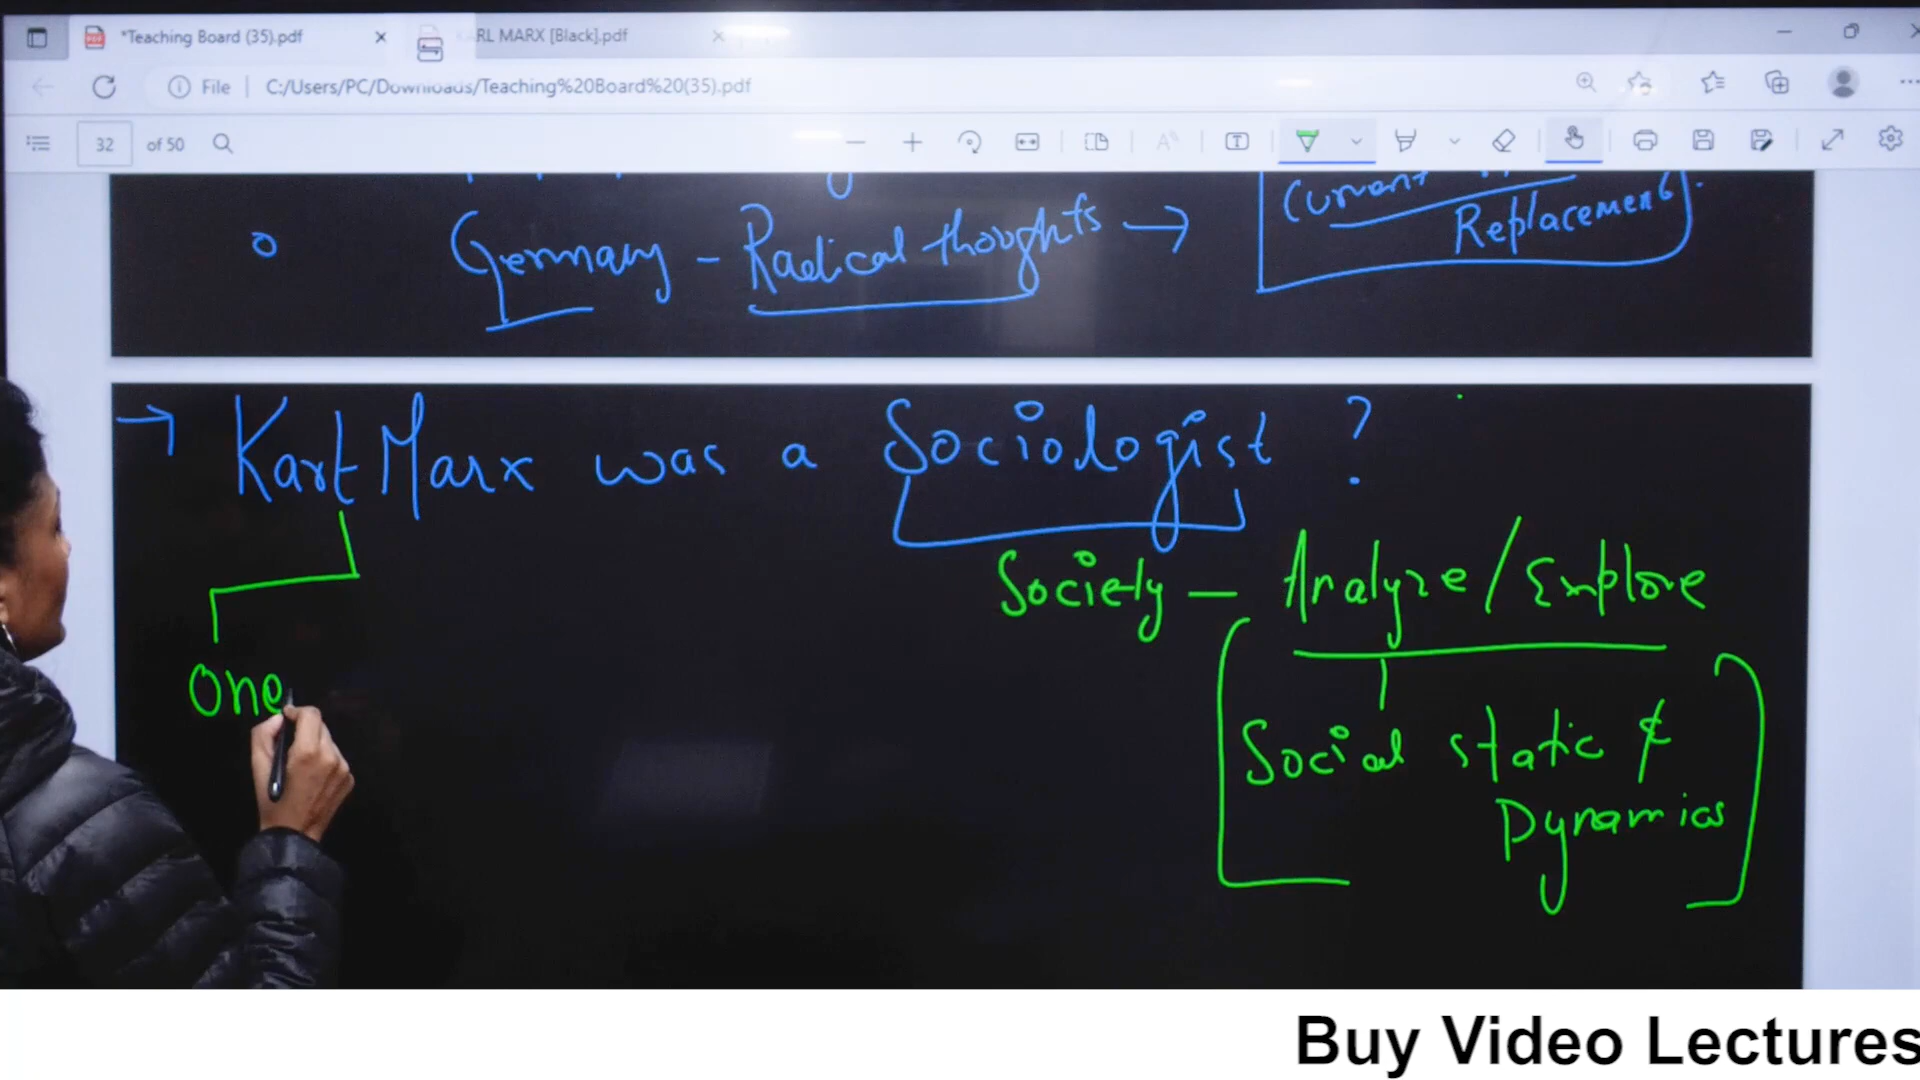 *Teaching Board (35).pdf
RL MARX [Black].pdf
File C:/Users/PC/Downloads/Teaching%20Board%20(35).pdf
32 of 50
Current
Replacement
Germany - Radical thoughts →
→ Karl Marx was a Sociologist ?
Society - Analyze/Explore
Social static &
Dynamics
One
Buy Video Lectures